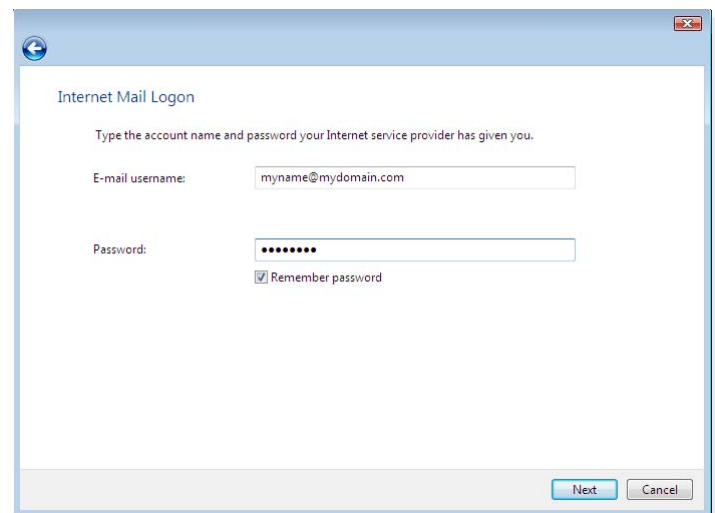 Internet Mail Logon
Type the account name and password your Internet service provider has given you.
E-mail username: myname@mydomain.com
Password: ••••••••
Remember password
Next Cancel